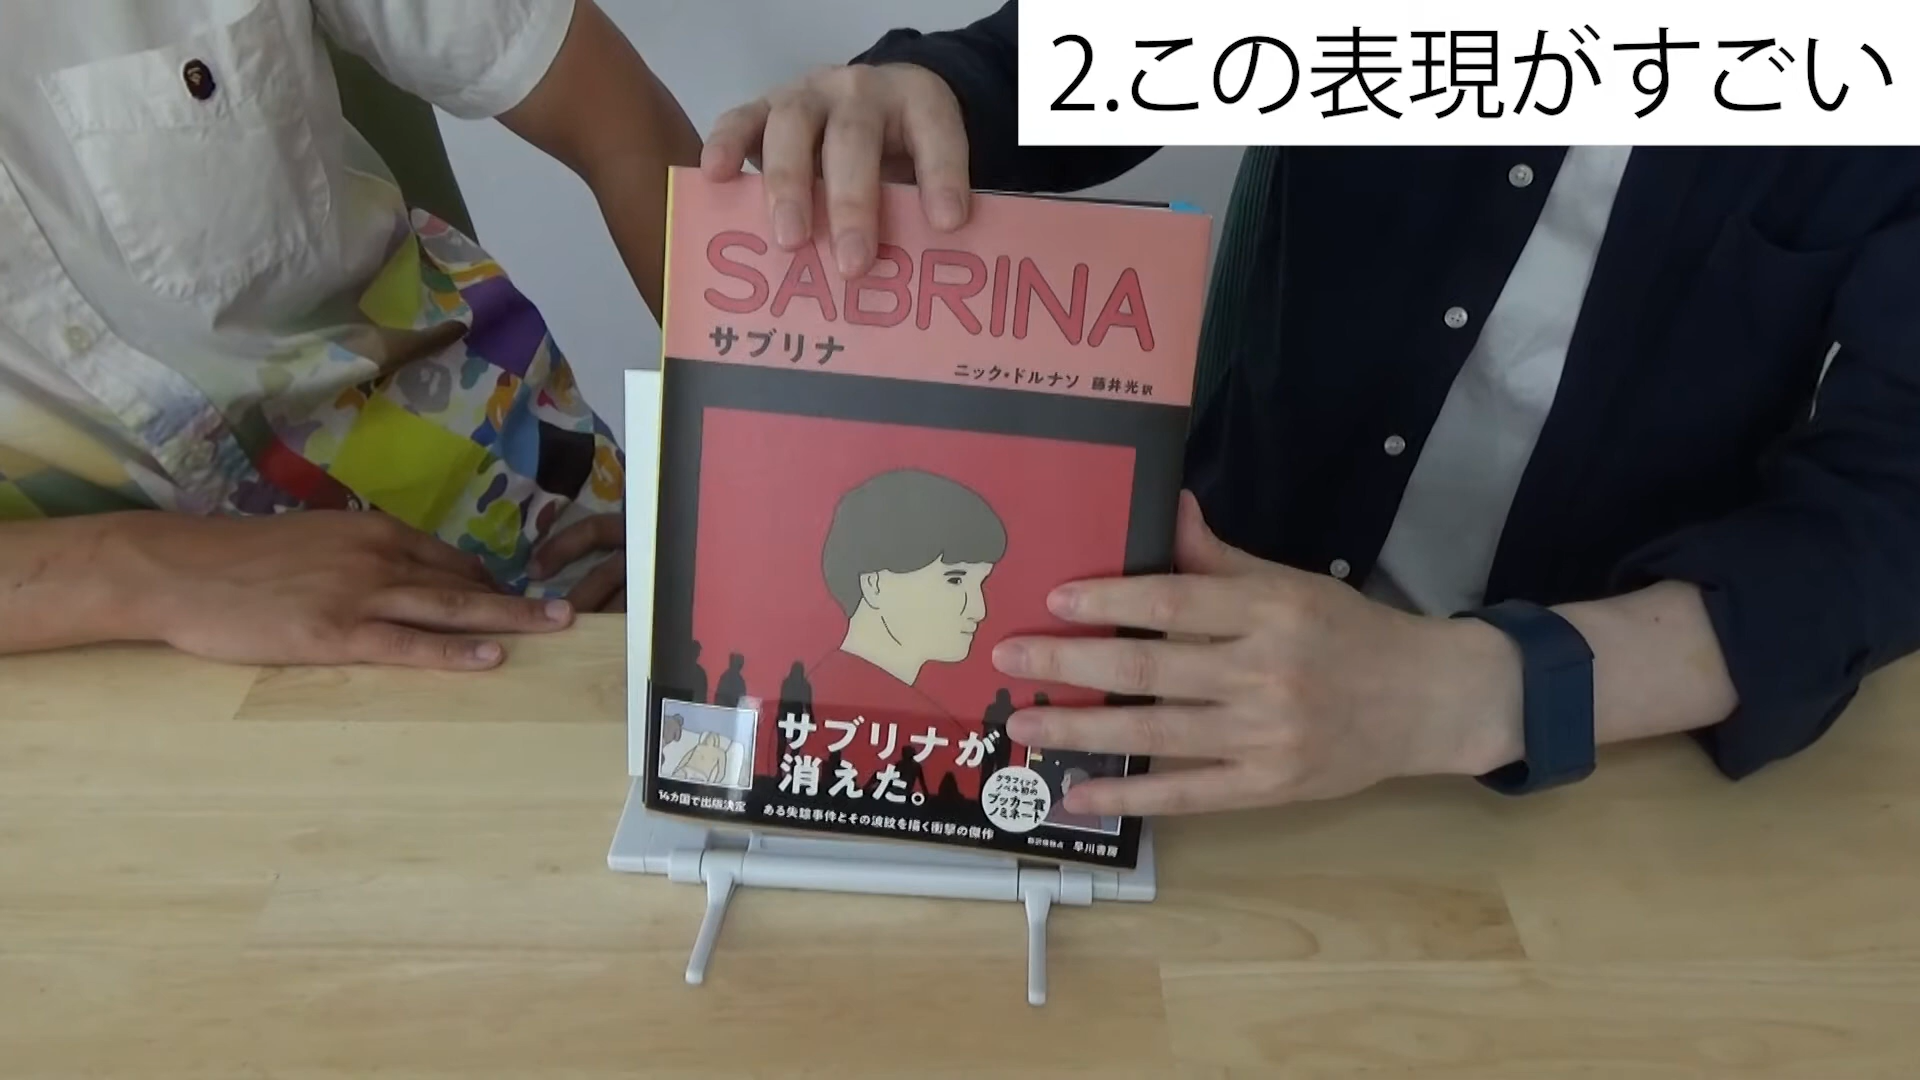 2.この表現がすごい
SABRINA
サブリナ
ニック・ドルナソ 藤井光 訳
サブリナが
消えた。
グラフィック
ノベル初の
ブッカー賞
ノミネート
14カ国で出版決定
ある失踪事件とその波紋を描く衝撃の傑作
早川書房